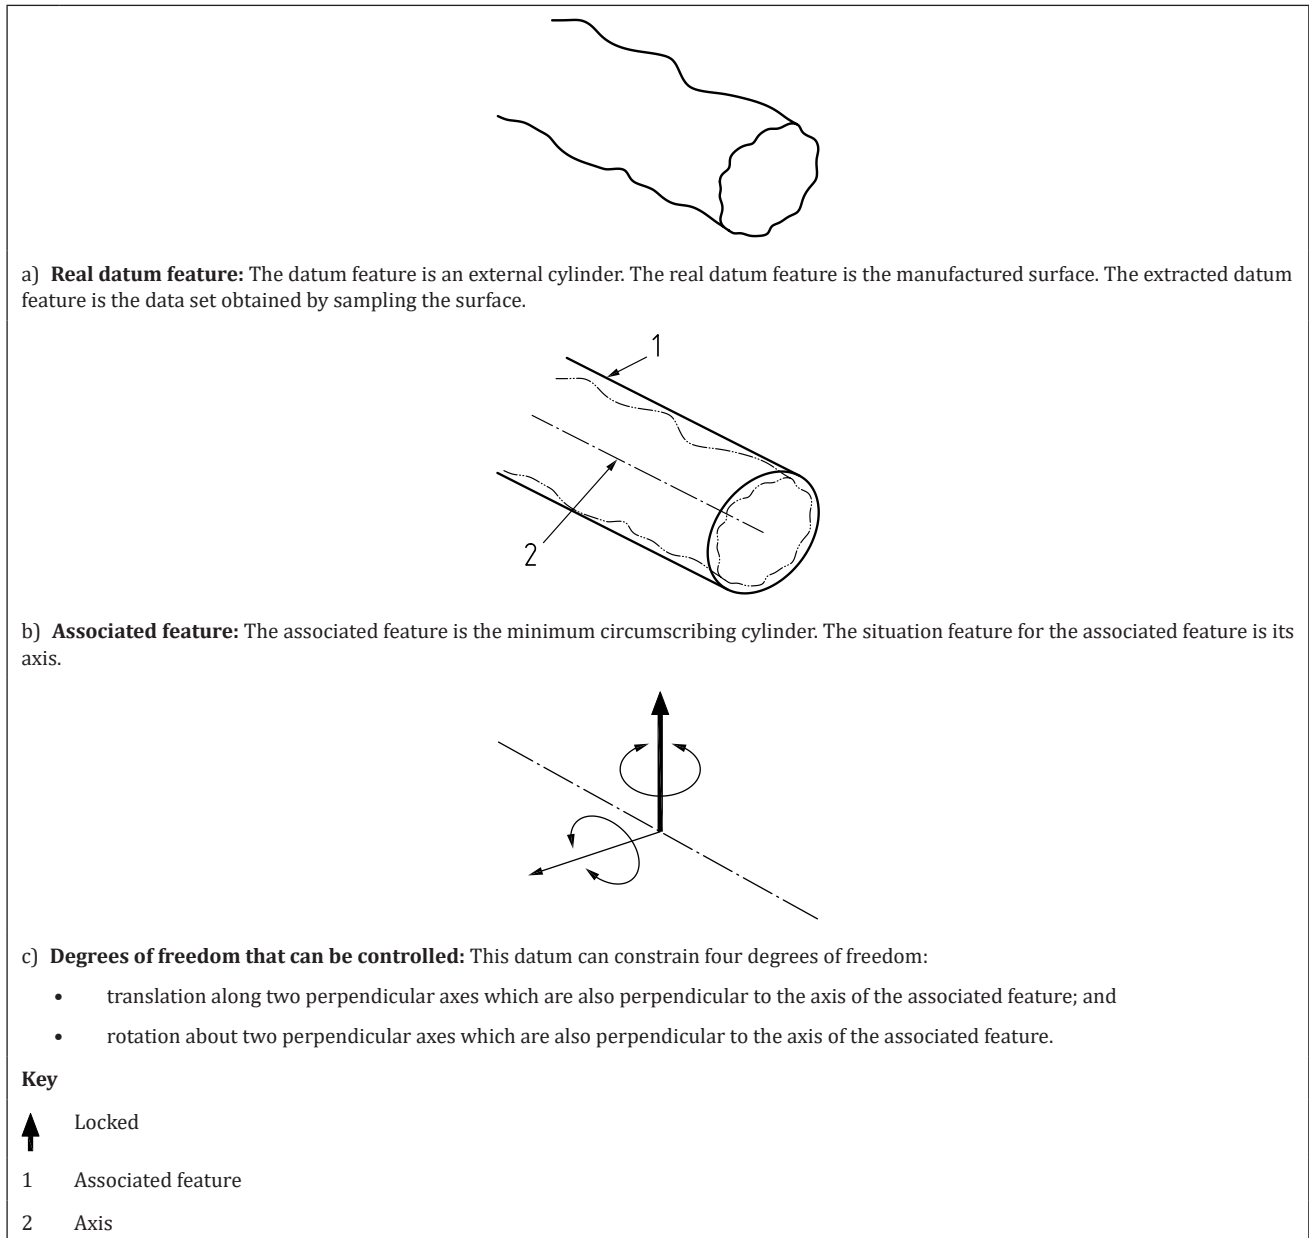 a) Real datum feature: The datum feature is an external cylinder. The real datum feature is the manufactured surface. The extracted datum
feature is the data set obtained by sampling the surface.
1
2
b) Associated feature: The associated feature is the minimum circumscribing cylinder. The situation feature for the associated feature is its
axis.
c) Degrees of freedom that can be controlled: This datum can constrain four degrees of freedom:
• translation along two perpendicular axes which are also perpendicular to the axis of the associated feature; and
• rotation about two perpendicular axes which are also perpendicular to the axis of the associated feature.
Key
Locked
1 Associated feature
2 Axis